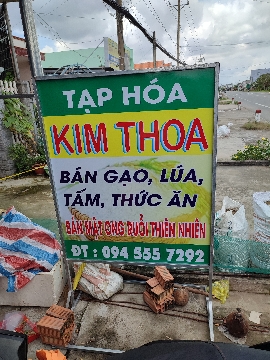 TẠP HÓA
KIM THOA
BÁN GẠO, LÚA,
TẤM, THỨC ĂN
BÁN MẬT ONG RUỒI THIÊN NHIÊN
ĐT : 094 555 7292